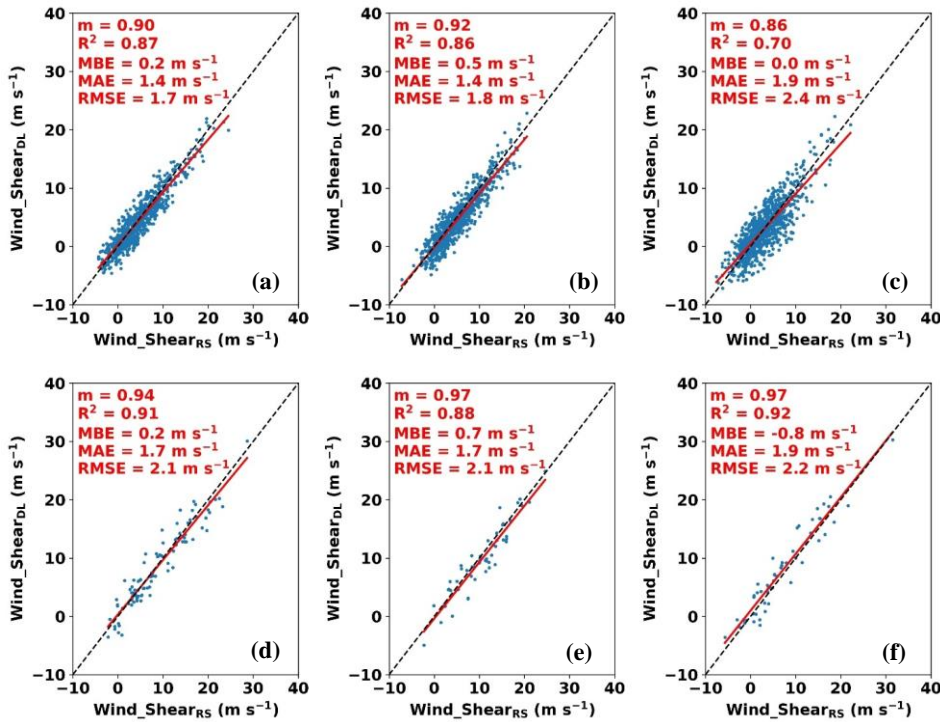 m = 0.90
R² = 0.87
MBE = 0.2 m s⁻¹
MAE = 1.4 m s⁻¹
RMSE = 1.7 m s⁻¹
(a)
40
30
20
10
0
−10
Wind_Shear_DL (m s⁻¹)
−10 0 10 20 30 40
Wind_Shear_RS (m s⁻¹)
m = 0.92
R² = 0.86
MBE = 0.5 m s⁻¹
MAE = 1.4 m s⁻¹
RMSE = 1.8 m s⁻¹
(b)
40
30
20
10
0
−10
Wind_Shear_DL (m s⁻¹)
−10 0 10 20 30 40
Wind_Shear_RS (m s⁻¹)
m = 0.86
R² = 0.70
MBE = 0.0 m s⁻¹
MAE = 1.9 m s⁻¹
RMSE = 2.4 m s⁻¹
(c)
40
30
20
10
0
−10
Wind_Shear_DL (m s⁻¹)
−10 0 10 20 30 40
Wind_Shear_RS (m s⁻¹)
m = 0.94
R² = 0.91
MBE = 0.2 m s⁻¹
MAE = 1.7 m s⁻¹
RMSE = 2.1 m s⁻¹
(d)
40
30
20
10
0
−10
Wind_Shear_DL (m s⁻¹)
−10 0 10 20 30 40
Wind_Shear_RS (m s⁻¹)
m = 0.97
R² = 0.88
MBE = 0.7 m s⁻¹
MAE = 1.7 m s⁻¹
RMSE = 2.1 m s⁻¹
(e)
40
30
20
10
0
−10
Wind_Shear_DL (m s⁻¹)
−10 0 10 20 30 40
Wind_Shear_RS (m s⁻¹)
m = 0.97
R² = 0.92
MBE = -0.8 m s⁻¹
MAE = 1.9 m s⁻¹
RMSE = 2.2 m s⁻¹
(f)
40
30
20
10
0
−10
Wind_Shear_DL (m s⁻¹)
−10 0 10 20 30 40
Wind_Shear_RS (m s⁻¹)